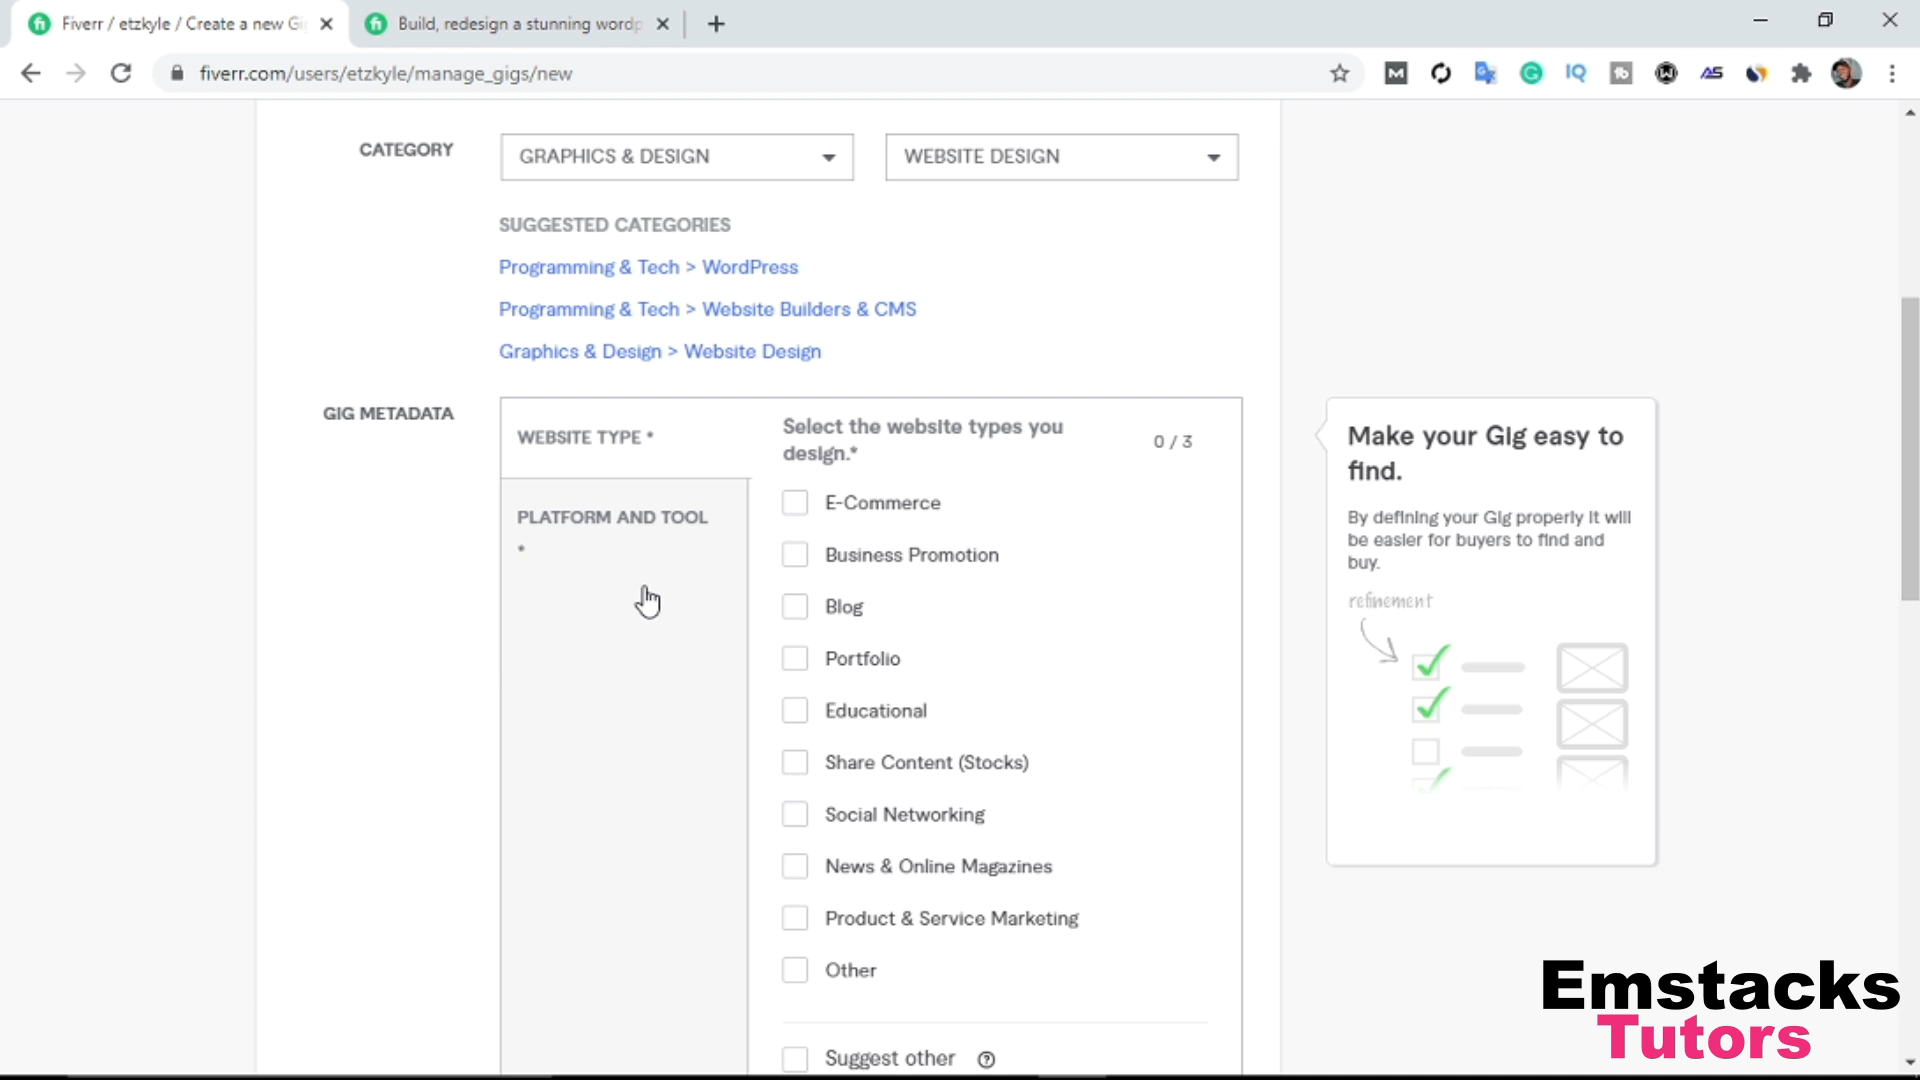 Fiverr / etzkyle / Create a new Gi
Build, redesign a stunning wordp
fiverr.com/users/etzkyle/manage_gigs/new
CATEGORY
GRAPHICS & DESIGN
WEBSITE DESIGN
SUGGESTED CATEGORIES
Programming & Tech > WordPress
Programming & Tech > Website Builders & CMS
Graphics & Design > Website Design
GIG METADATA
WEBSITE TYPE *
PLATFORM AND TOOL
*
Select the website types you
design.*
0 / 3
E-Commerce
Business Promotion
Blog
Portfolio
Educational
Share Content (Stocks)
Social Networking
News & Online Magazines
Product & Service Marketing
Other
Suggest other
Make your Gig easy to
find.
By defining your Gig properly it will
be easier for buyers to find and
buy.
refinement
Emstacks
Tutors